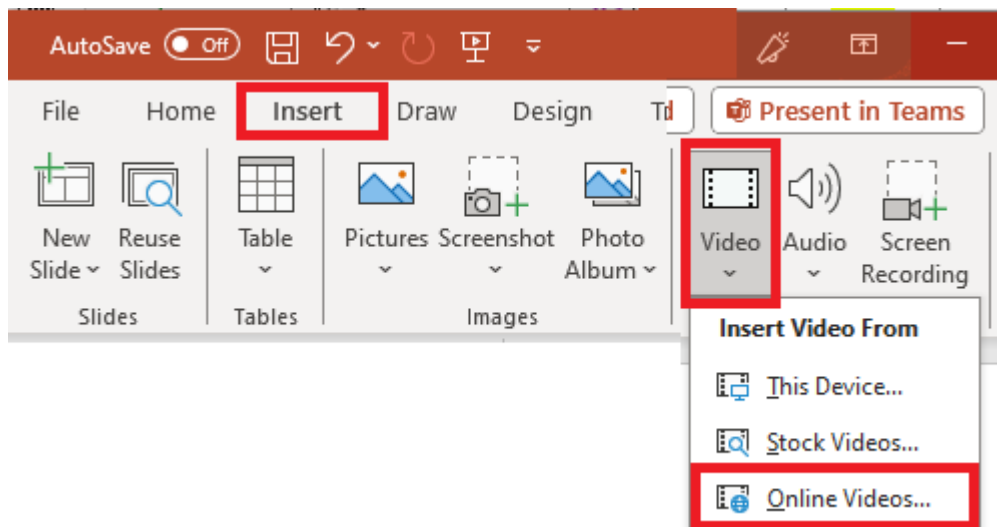 AutoSave Off
File Home Insert Draw Design Present in Teams
New Reuse Table Pictures Screenshot Photo Video Audio Screen
Slide Slides Album Recording
Slides Tables Images
Insert Video From
This Device...
Stock Videos...
Online Videos...